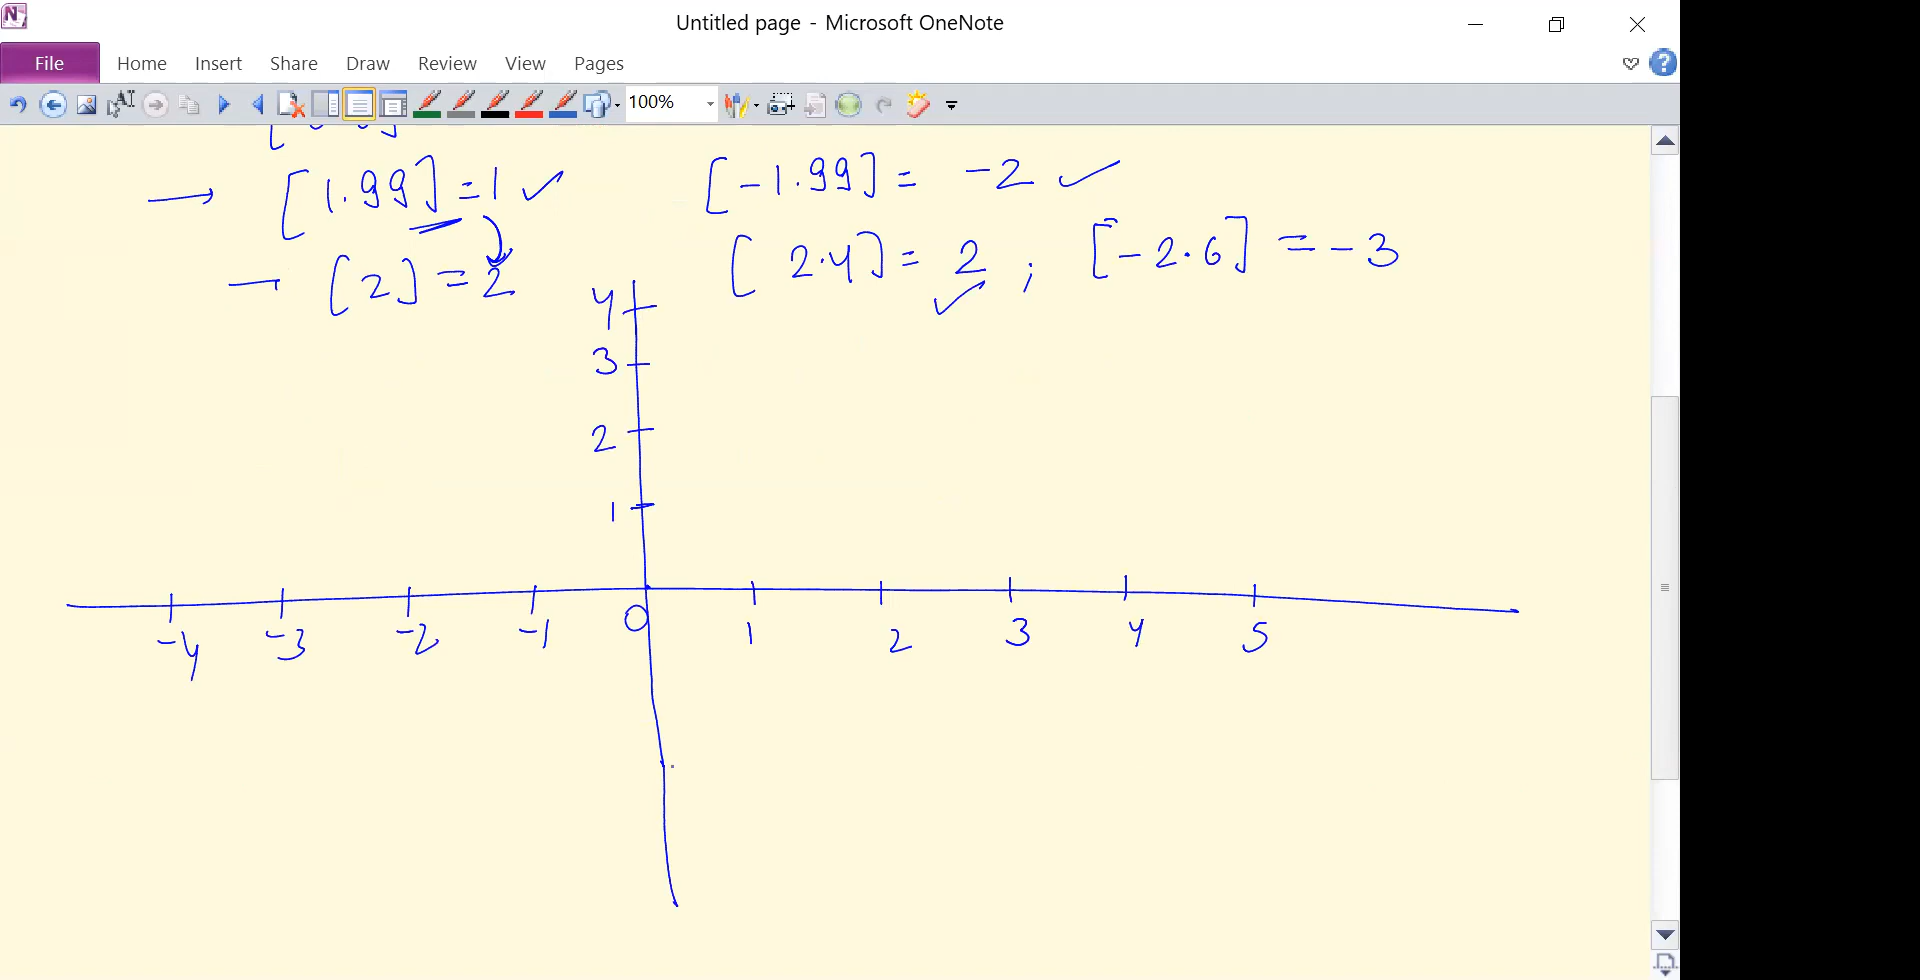 Untitled page - Microsoft OneNote
File Home Insert Share Draw Review View Pages
100%
→ [1.99] = 1 ✓ [-1.99] = -2 ✓
→ [2] = 2 [2.4] = 2 ✓ ; [-2.6] = -3
4
3
2
1
-4 -3 -2 -1 0 1 2 3 4 5